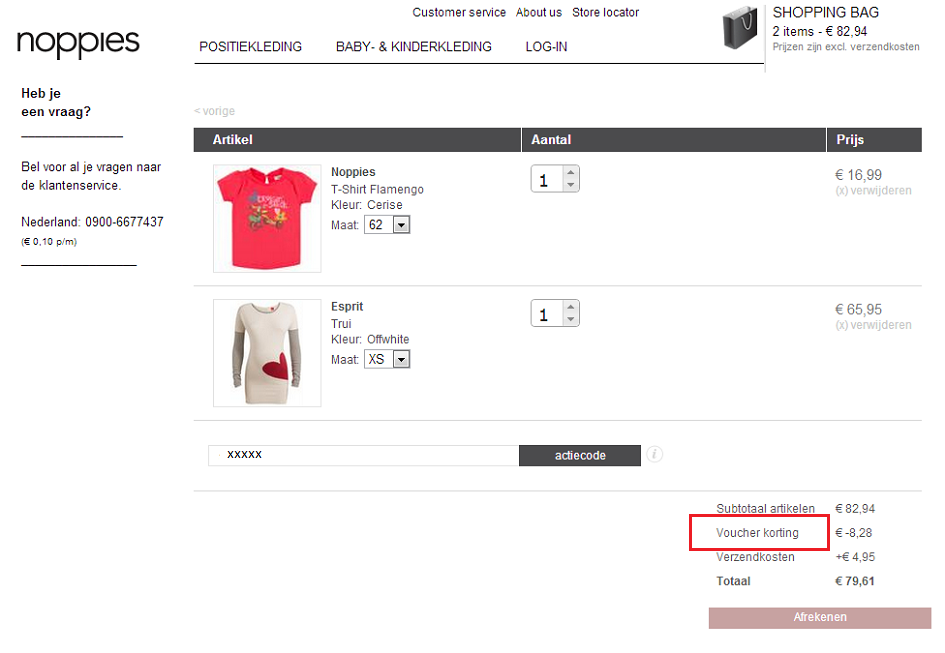 Customer service About us Store locator
noppies
POSITIEKLEDING BABY- & KINDERKLEDING LOG-IN
SHOPPING BAG
2 items - € 82,94
Prijzen zijn excl. verzendkosten
Heb je
een vraag?
Bel voor al je vragen naar
de klantenservice.
Nederland: 0900-6677437
(€ 0,10 p/m)
< vorige
Artikel Aantal Prijs
Noppies
T-Shirt Flamengo
Kleur: Cerise
Maat: 62
1
€ 16,99
(x) verwijderen
Esprit
Trui
Kleur: Offwhite
Maat: XS
1
€ 65,95
(x) verwijderen
xxxxx actiecode i
Subtotaal artikelen € 82,94
Voucher korting € -8,28
Verzendkosten +€ 4,95
Totaal € 79,61
Afrekenen